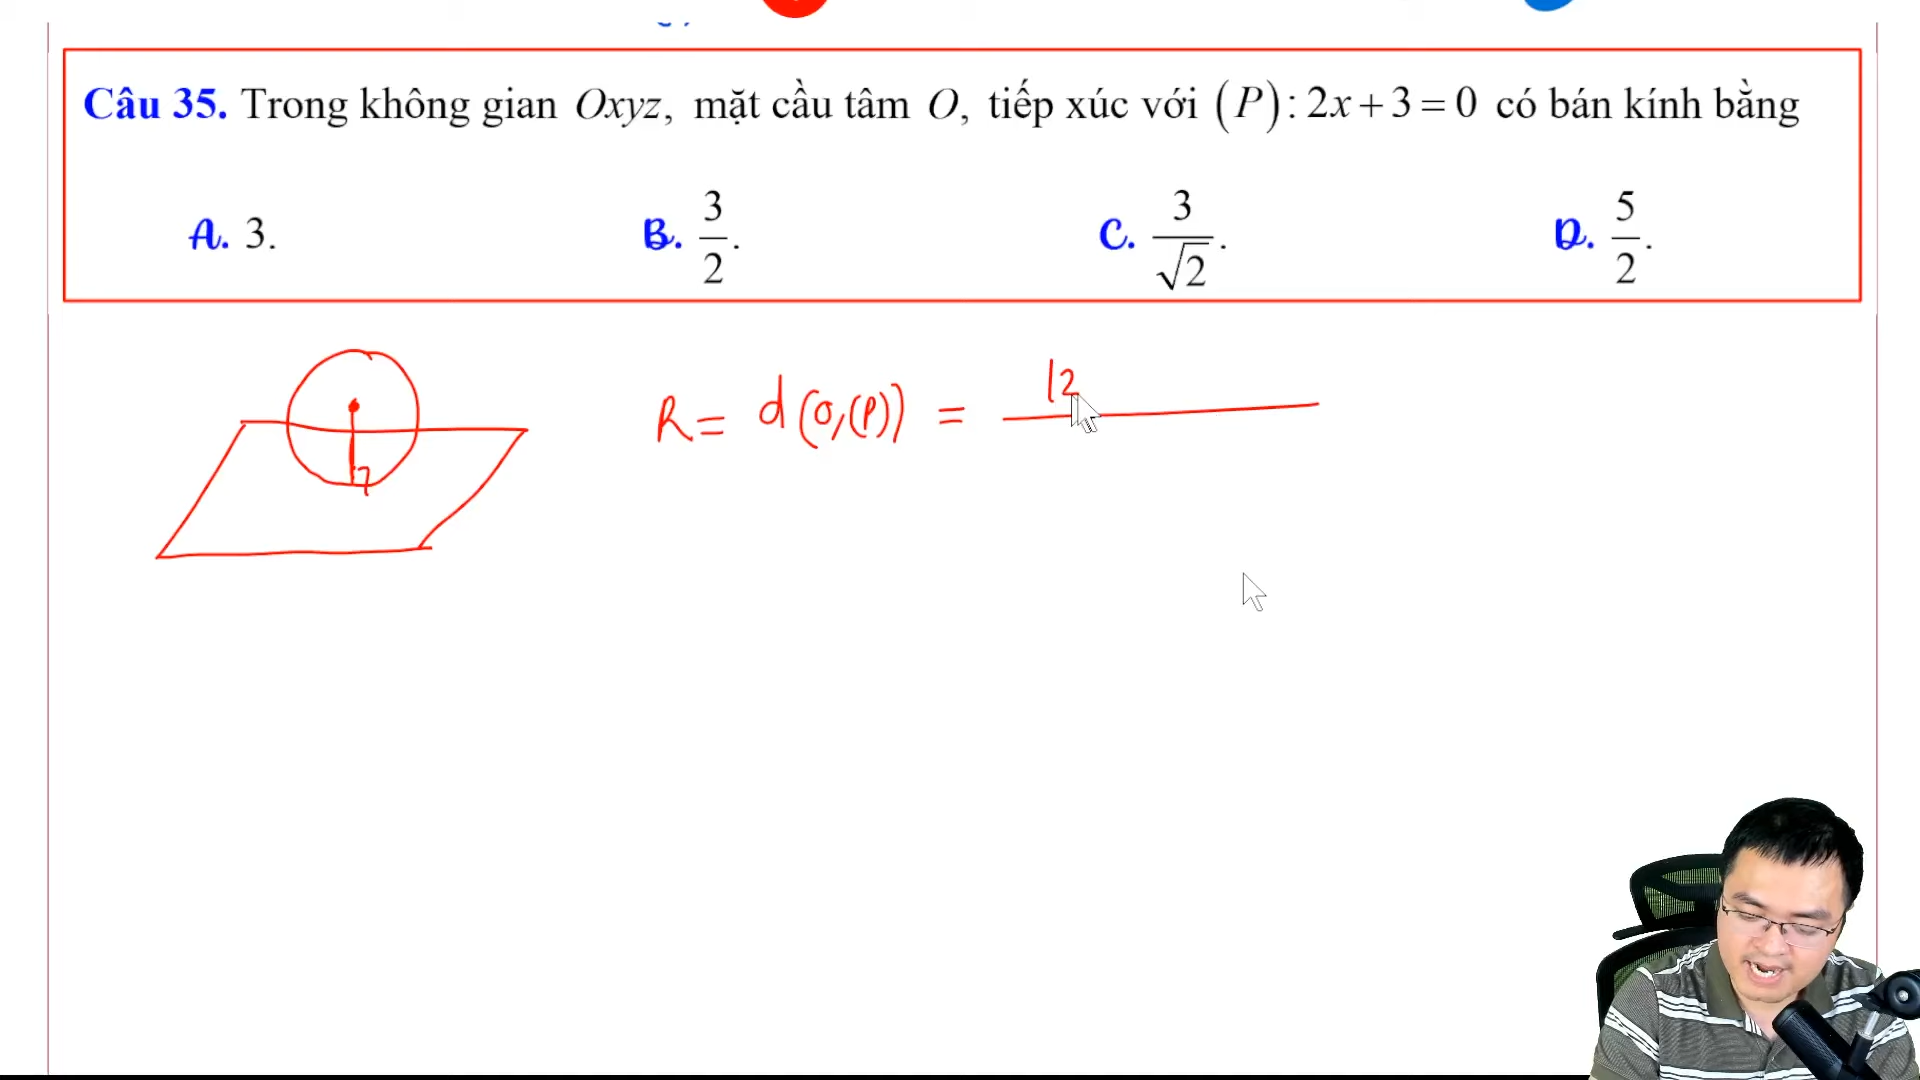 Câu 35. Trong không gian Oxyz, mặt cầu tâm O, tiếp xúc với (P): 2x + 3 = 0 có bán kính bằng
A. 3. B. 3/2. C. 3/√2. D. 5/2.
R = d(O,(P)) = |2